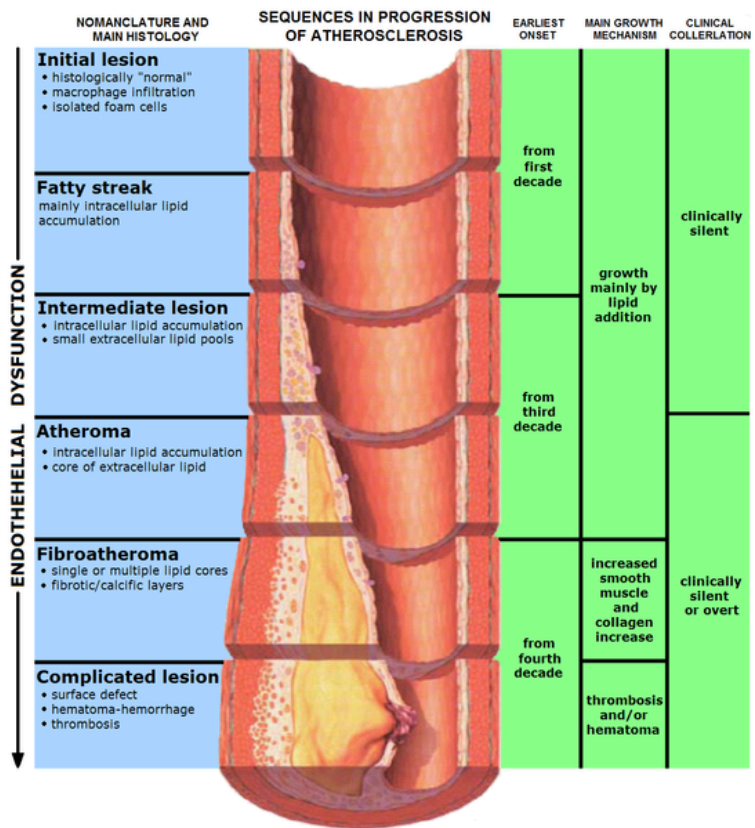 NOMANCLATURE AND
MAIN HISTOLOGY
SEQUENCES IN PROGRESSION
OF ATHEROSCLEROSIS
EARLIEST
ONSET
MAIN GROWTH
MECHANISM
CLINICAL
COLLERLATION
ENDOTHEHELIAL DYSFUNCTION
Initial lesion
• histologically "normal"
• macrophage infiltration
• isolated foam cells
Fatty streak
mainly intracellular lipid
accumulation
Intermediate lesion
• intracellular lipid accumulation
• small extracellular lipid pools
Atheroma
• intracellular lipid accumulation
• core of extracellular lipid
Fibroatheroma
• single or multiple lipid cores
• fibrotic/calcific layers
Complicated lesion
• surface defect
• hematoma-hemorrhage
• thrombosis
from
first
decade
from
third
decade
from
fourth
decade
growth
mainly by
lipid
addition
increased
smooth
muscle
and
collagen
increase
thrombosis
and/or
hematoma
clinically
silent
clinically
silent
or overt